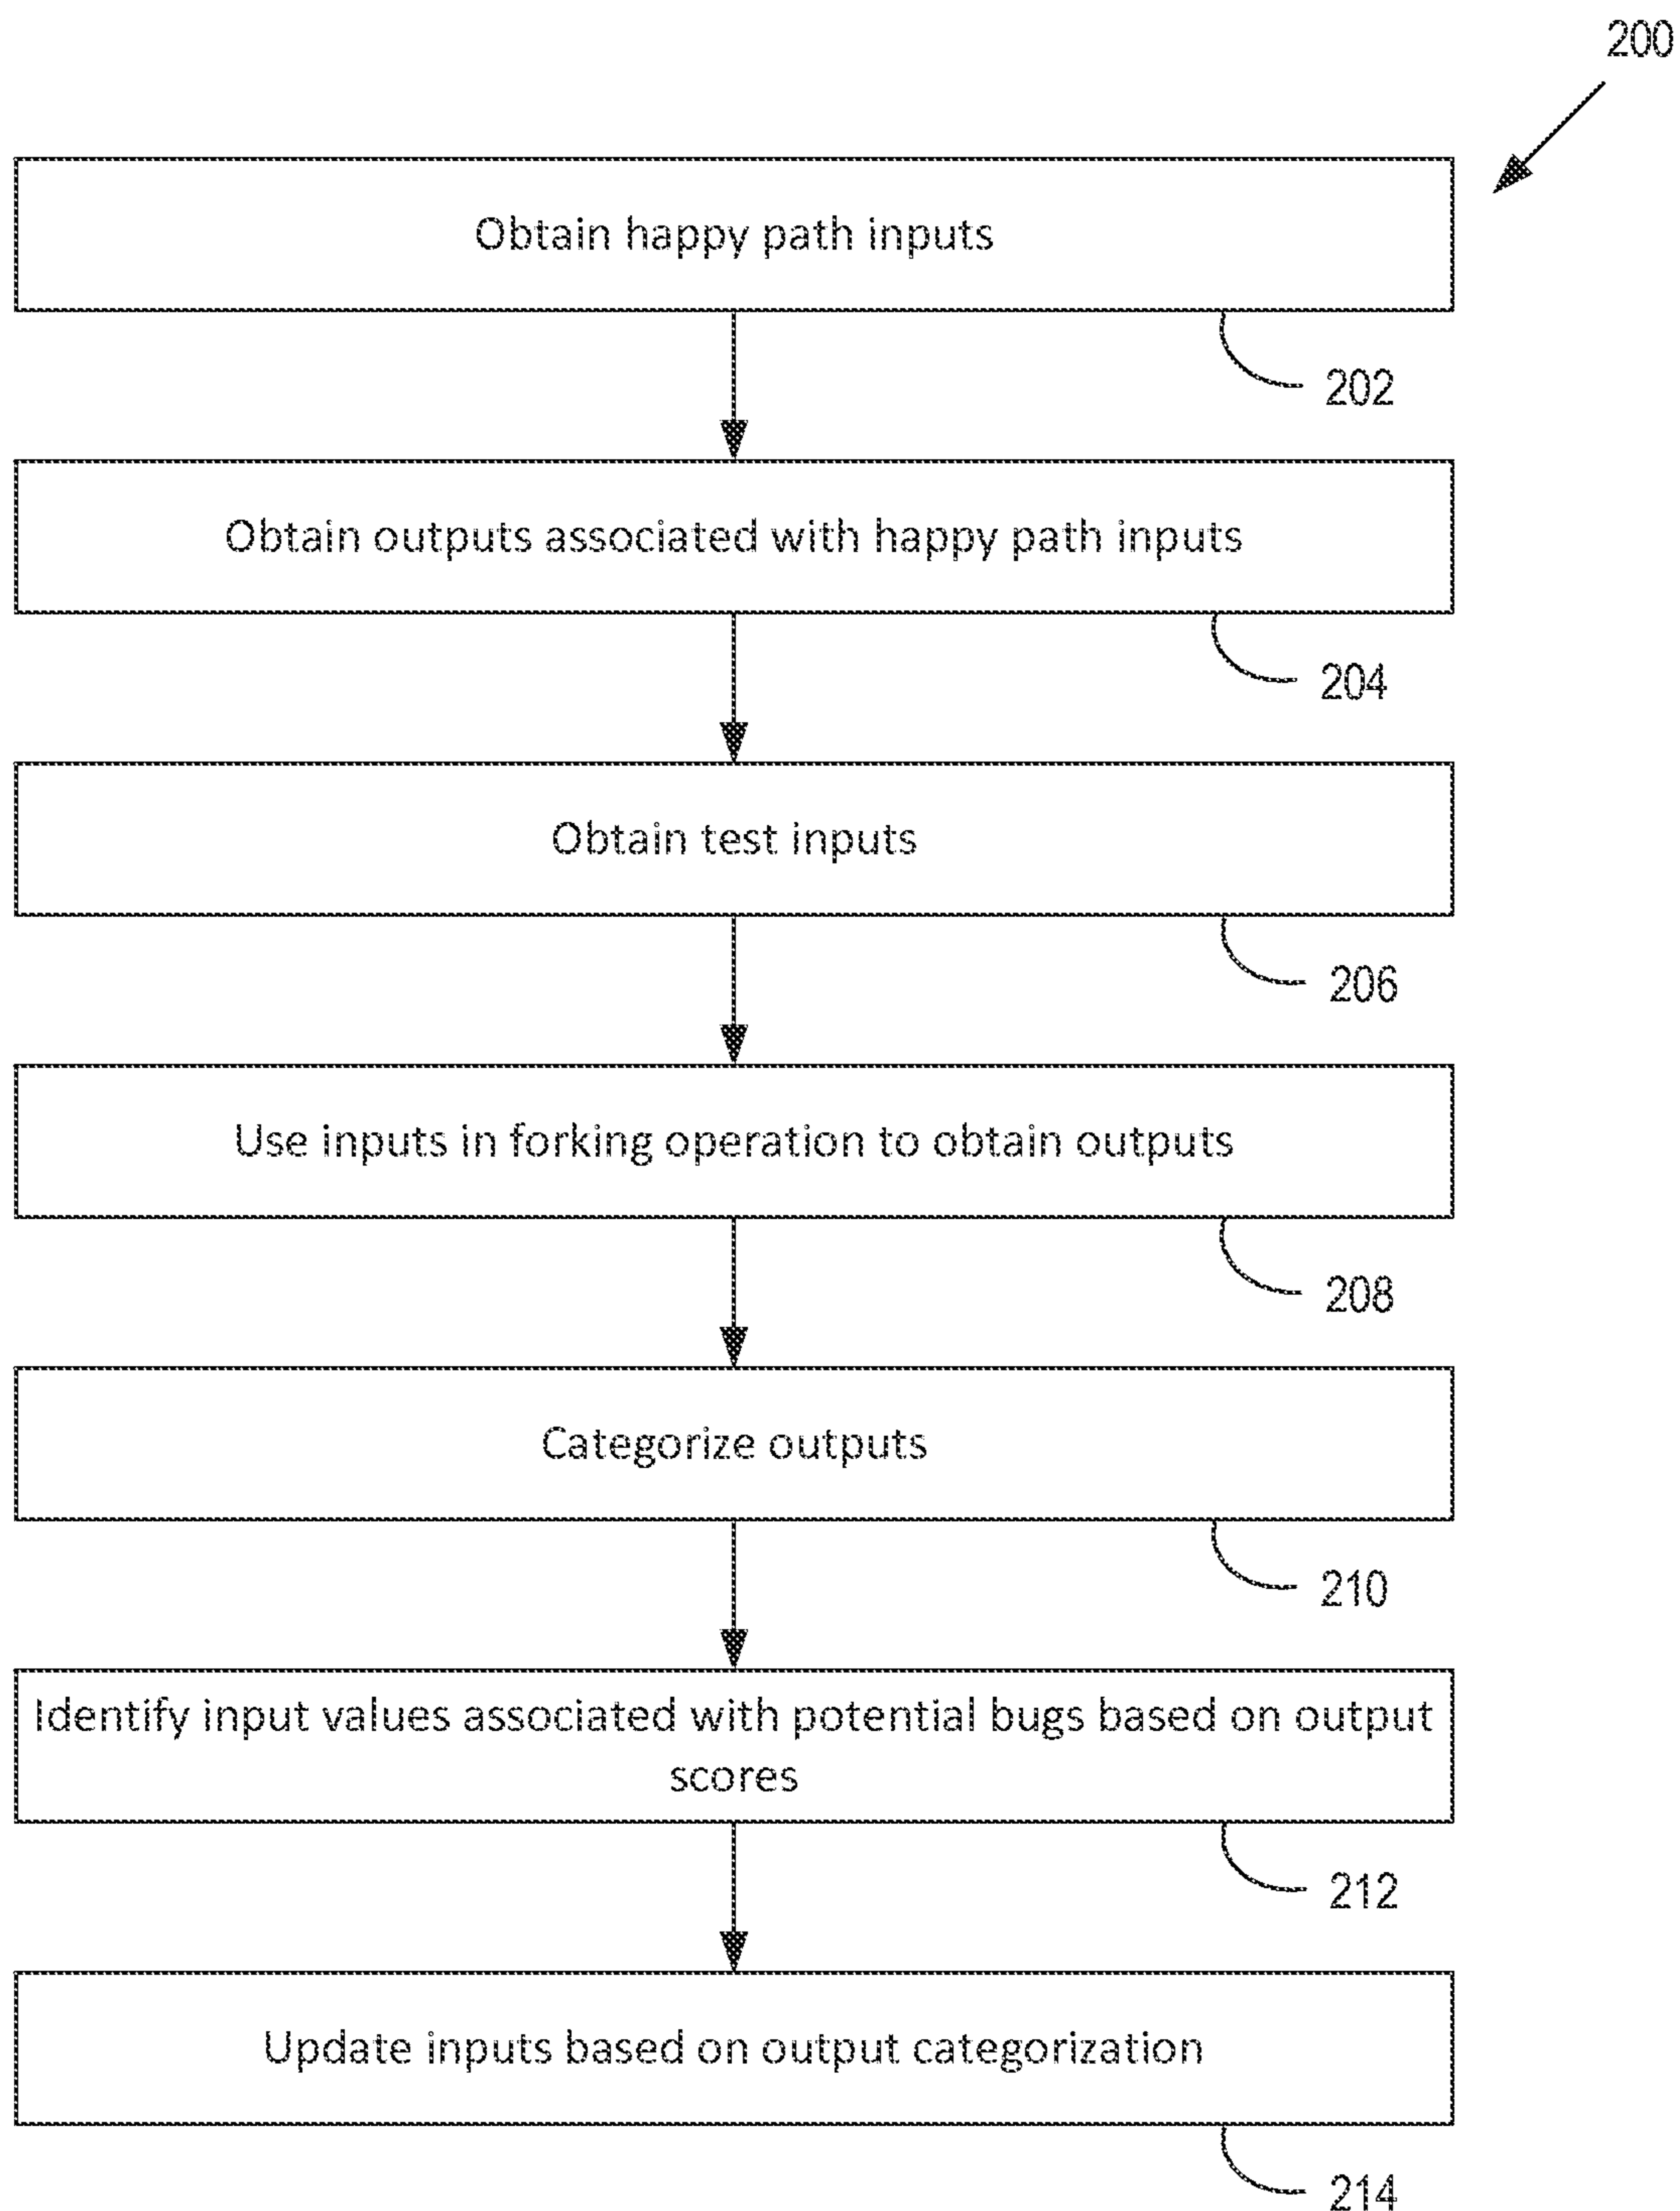 200
Obtain happy path inputs
202
Obtain outputs associated with happy path inputs
204
Obtain test inputs
206
Use inputs in forking operation to obtain outputs
208
Categorize outputs
210
Identify input values associated with potential bugs based on output
scores
212
Update inputs based on output categorization
214